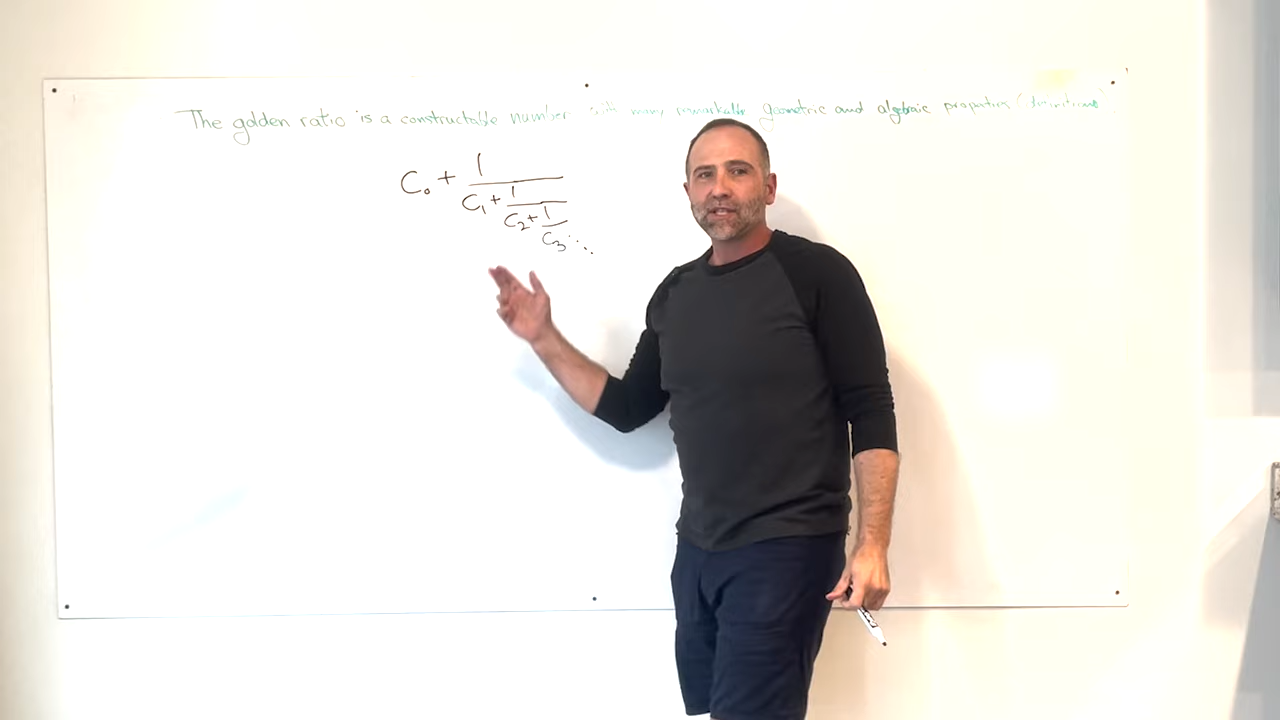 The golden ratio is a constructable number with many remarkable geometric and algebraic properties (definitions)
C₀ + 1
C₁ + 1
C₂ + 1
C₃ ⋱